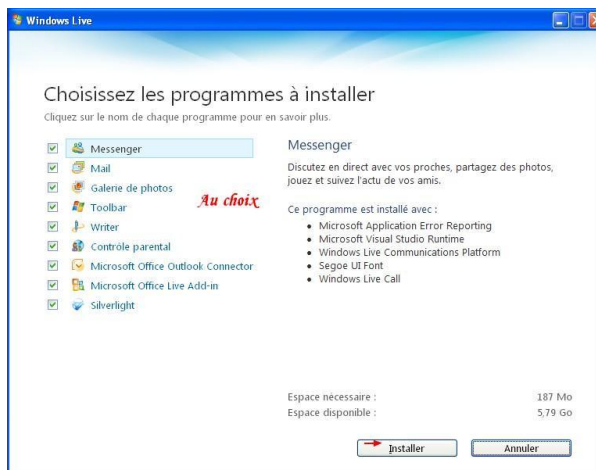 Windows Live
Choisissez les programmes à installer
Cliquez sur le nom de chaque programme pour en savoir plus.
Messenger
Mail
Galerie de photos
Toolbar
Writer
Contrôle parental
Microsoft Office Outlook Connector
Microsoft Office Live Add-in
Silverlight
Au choix
Messenger
Discutez en direct avec vos proches, partagez des photos,
jouez et suivez l'actu de vos amis.
Ce programme est installé avec :
• Microsoft Application Error Reporting
• Microsoft Visual Studio Runtime
• Windows Live Communications Platform
• Segoe UI Font
• Windows Live Call
Espace nécessaire : 187 Mo
Espace disponible : 5,79 Go
Installer Annuler